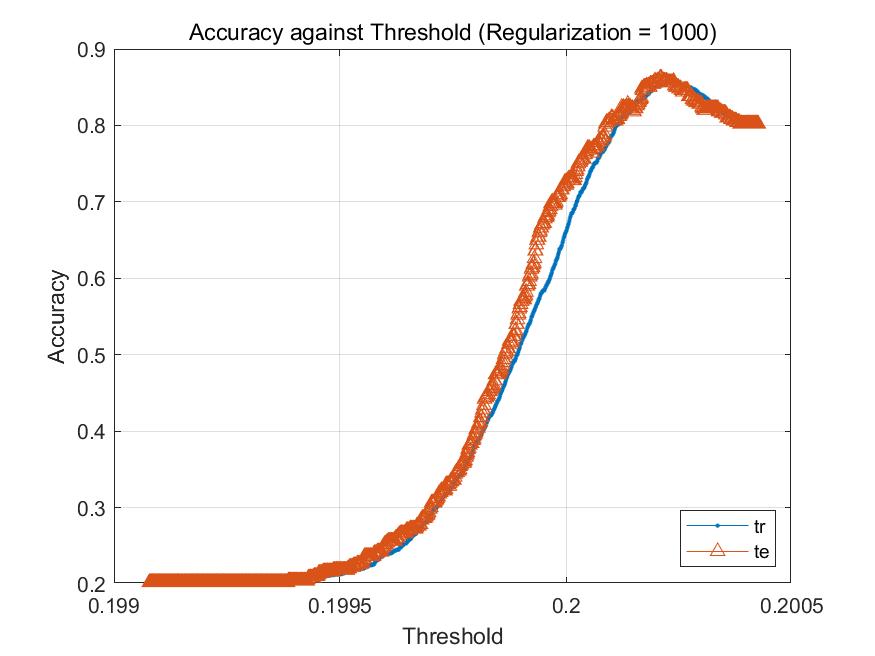 Accuracy against Threshold (Regularization = 1000)
0.9
0.8
0.7
0.6
0.5
0.4
0.3
0.2
Accuracy
tr
te
0.199
0.1995
0.2
0.2005
Threshold